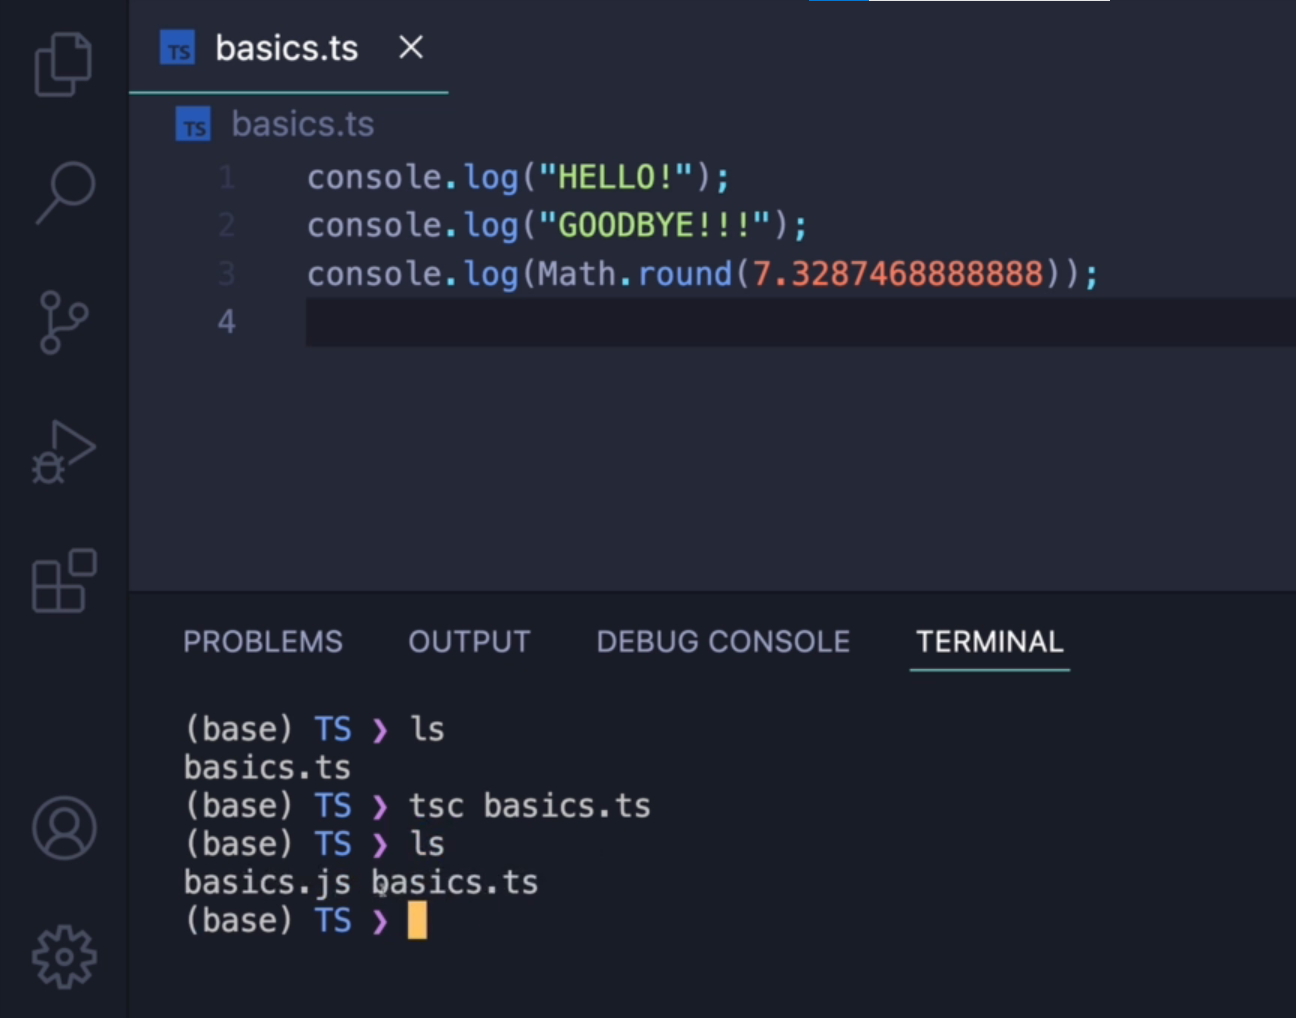 TS basics.ts ×
TS basics.ts
1 console.log("HELLO!");
2 console.log("GOODBYE!!!");
3 console.log(Math.round(7.3287468888888));
4
PROBLEMS OUTPUT DEBUG CONSOLE TERMINAL
(base) TS ❯ ls
basics.ts
(base) TS ❯ tsc basics.ts
(base) TS ❯ ls
basics.js basics.ts
(base) TS ❯